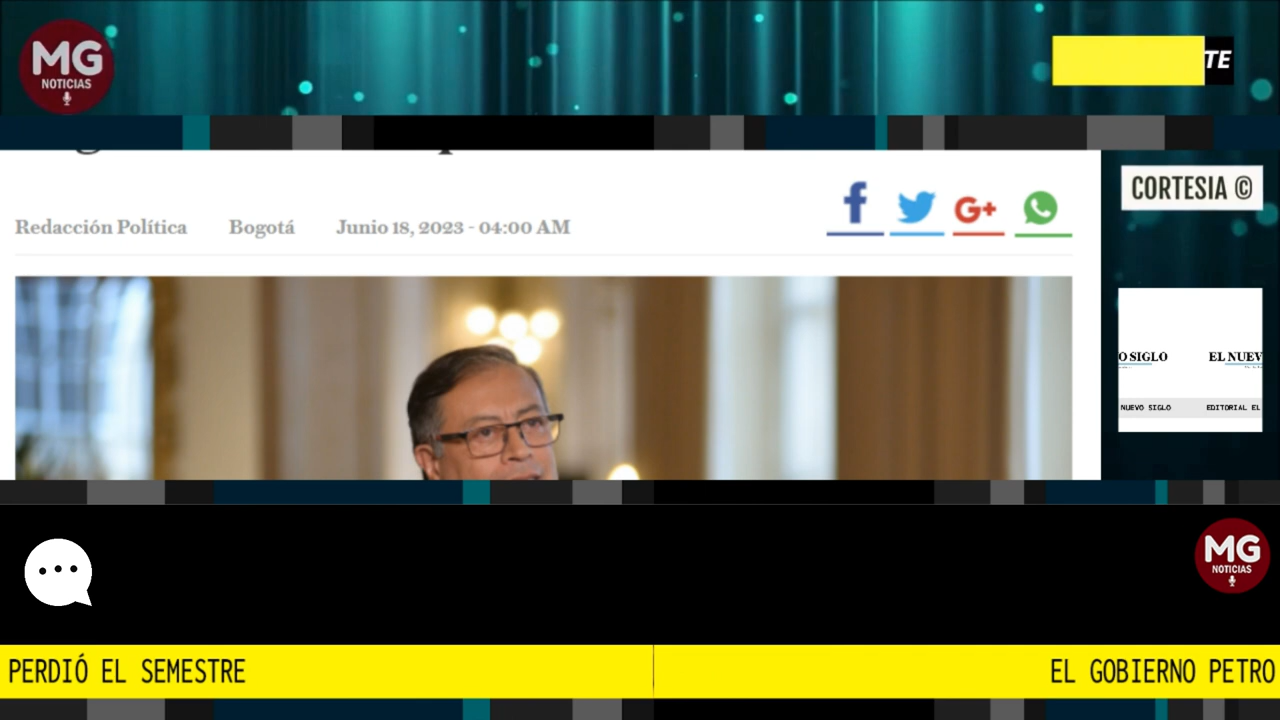 MG
NOTICIAS
TE
CORTESIA ©
Redacción Política Bogotá Junio 18, 2023 - 04:00 AM
f G+
O SIGLO EL NUEV
NUEVO SIGLO EDITORIAL EL
MG
NOTICIAS
PERDIÓ EL SEMESTRE EL GOBIERNO PETRO